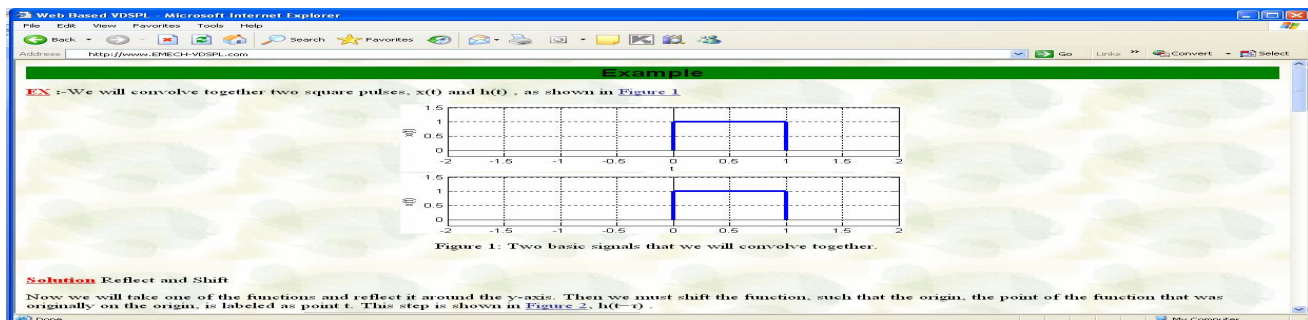 Web Based VDSPL - Microsoft Internet Explorer
File Edit View Favorites Tools Help
Back Search Favorites
Address http://www.EMECH-VDSPL.com Go Links » Convert Select
Example
EX :-We will convolve together two square pulses, x(t) and h(t) , as shown in Figure 1
1.5
1
0.5
0
-2 -1.5 -1 -0.5 0 0.5 1 1.5 2
t
1.5
1
0.5
0
-2 -1.5 -1 -0.5 0 0.5 1 1.5 2
Figure 1: Two basic signals that we will convolve together.
Solution Reflect and Shift
Now we will take one of the functions and reflect it around the y-axis. Then we must shift the function, such that the origin, the point of the function that was
originally on the origin, is labeled as point t. This step is shown in Figure 2, h(t−τ) .
Done My Computer